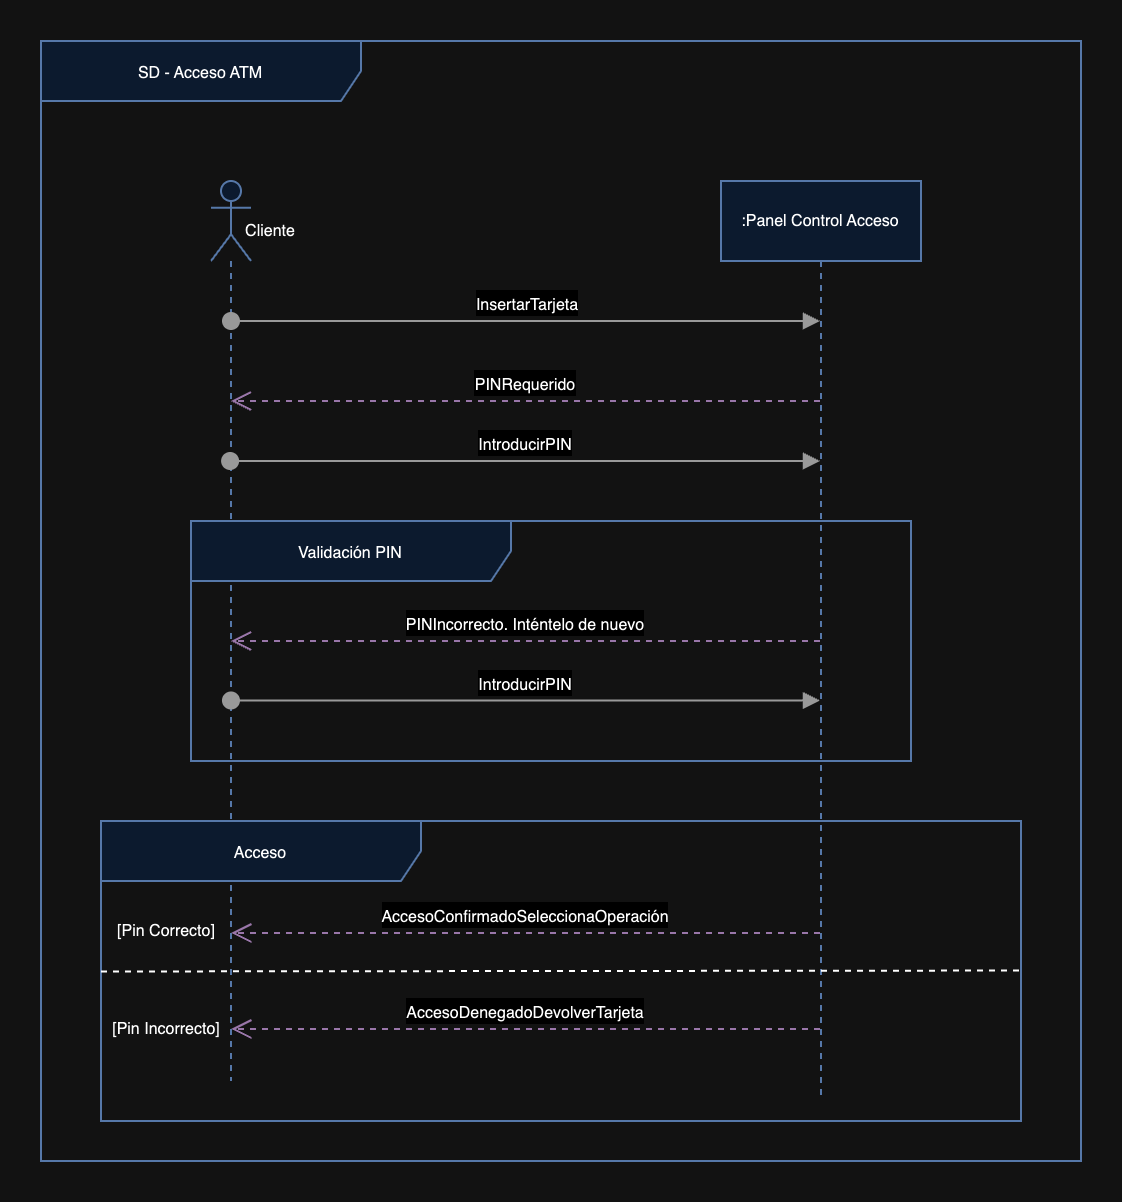 SD - Acceso ATM
Cliente
:Panel Control Acceso
InsertarTarjeta
PINRequerido
IntroducirPIN
Validación PIN
PINIncorrecto. Inténtelo de nuevo
IntroducirPIN
Acceso
AccesoConfirmadoSeleccionaOperación
[Pin Correcto]
AccesoDenegadoDevolverTarjeta
[Pin Incorrecto]